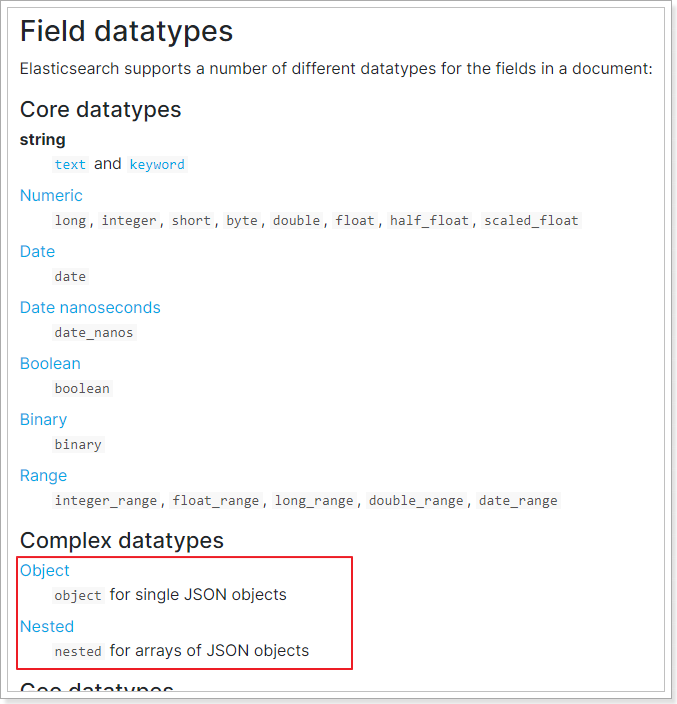 Field datatypes
Elasticsearch supports a number of different datatypes for the fields in a document:
Core datatypes
string
text and keyword
Numeric
long, integer, short, byte, double, float, half_float, scaled_float
Date
date
Date nanoseconds
date_nanos
Boolean
boolean
Binary
binary
Range
integer_range, float_range, long_range, double_range, date_range
Complex datatypes
Object
object for single JSON objects
Nested
nested for arrays of JSON objects
Geo datatypes